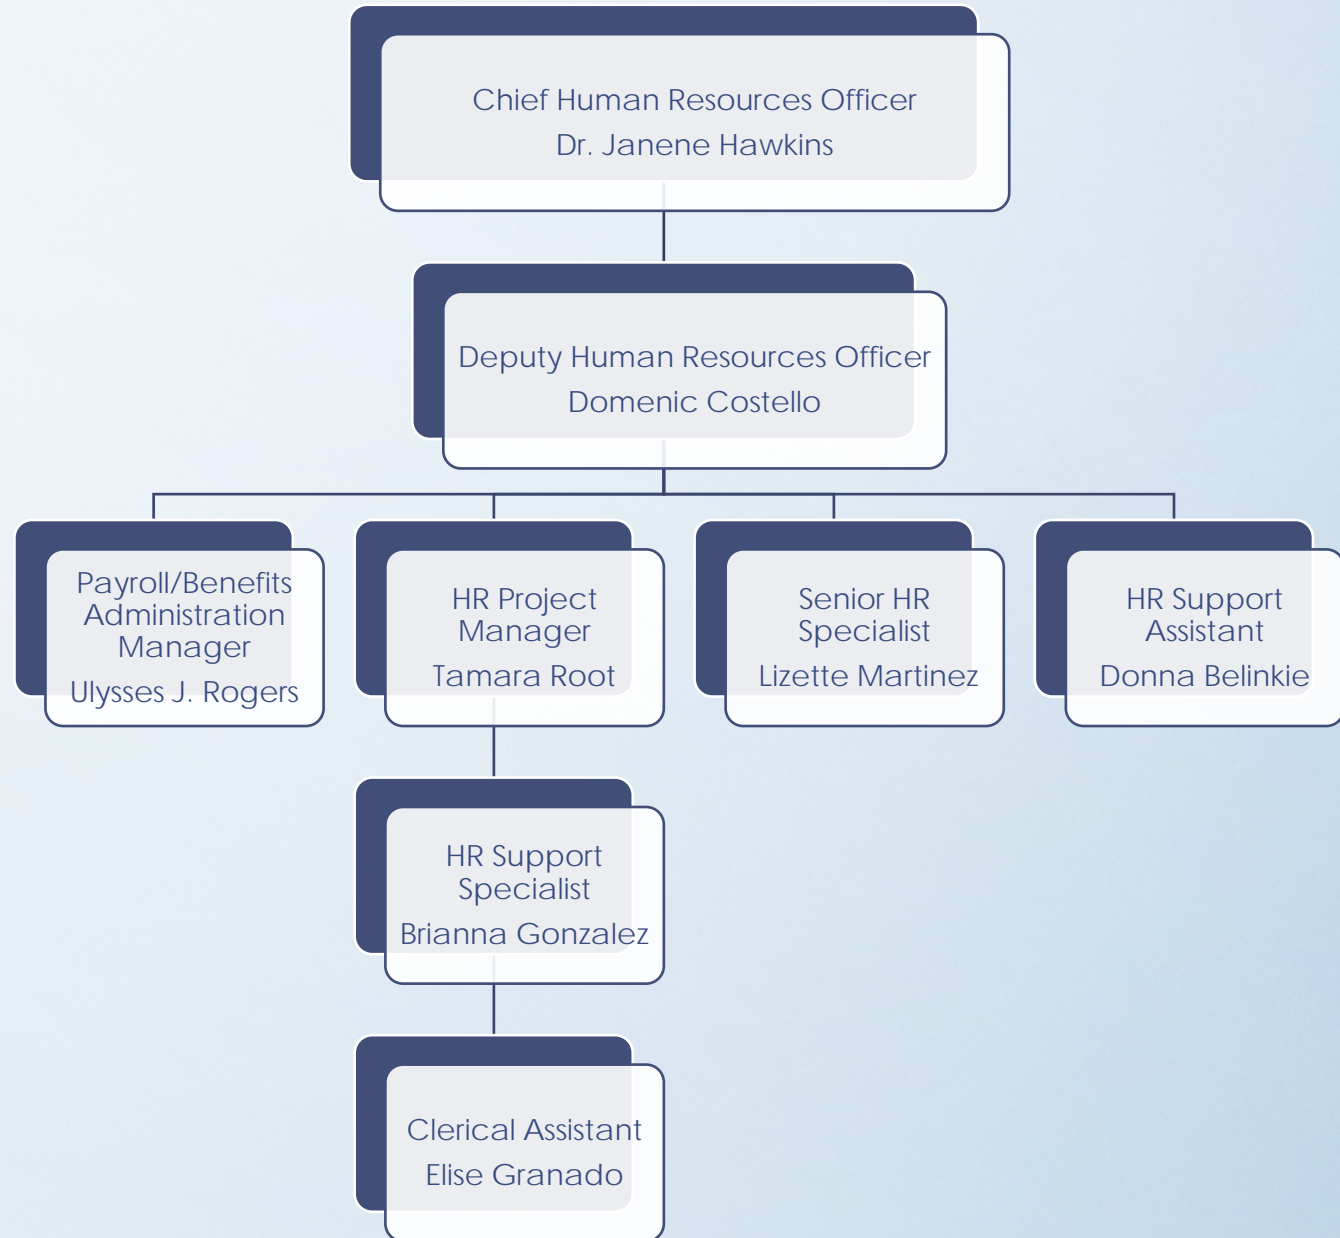 Chief Human Resources Officer
Dr. Janene Hawkins
Deputy Human Resources Officer
Domenic Costello
Payroll/Benefits
Administration
Manager
Ulysses J. Rogers
HR Project
Manager
Tamara Root
Senior HR
Specialist
Lizette Martinez
HR Support
Assistant
Donna Belinkie
HR Support
Specialist
Brianna Gonzalez
Clerical Assistant
Elise Granado